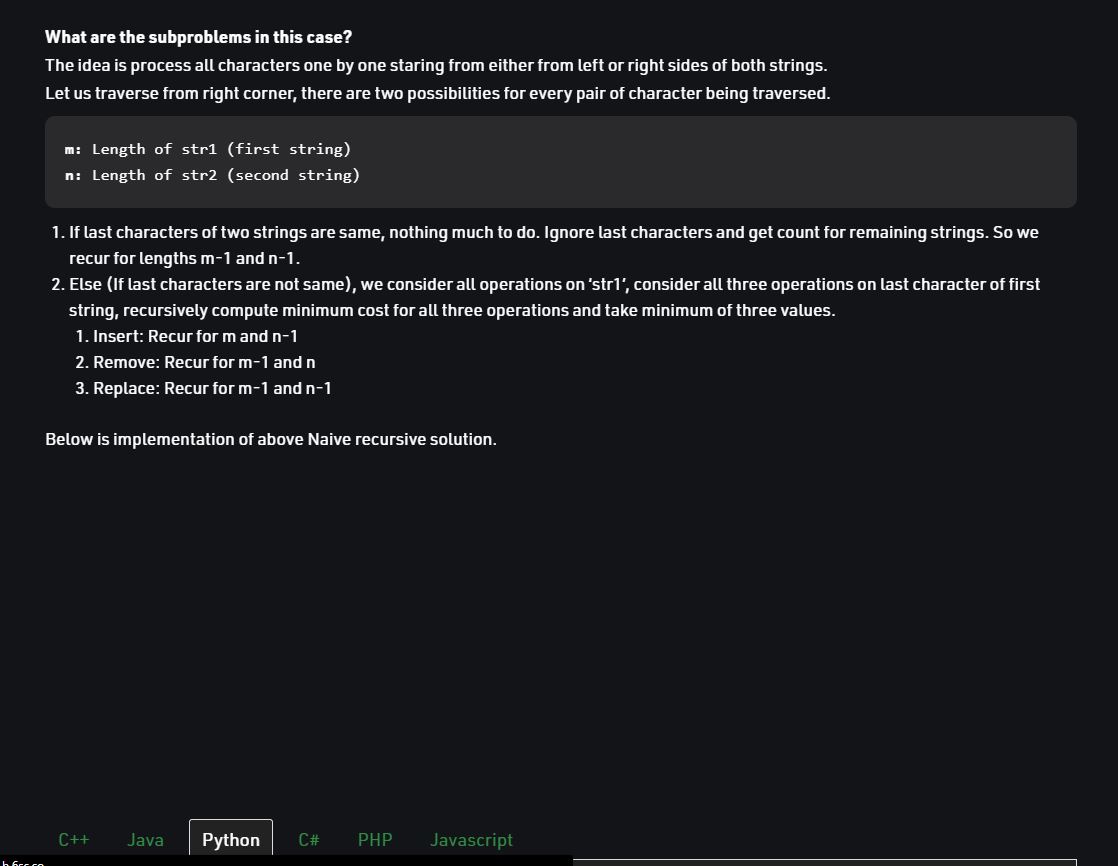 What are the subproblems in this case?
The idea is process all characters one by one staring from either from left or right sides of both strings.
Let us traverse from right corner, there are two possibilities for every pair of character being traversed.
m: Length of str1 (first string)
n: Length of str2 (second string)
1. If last characters of two strings are same, nothing much to do. Ignore last characters and get count for remaining strings. So we
recur for lengths m-1 and n-1.
2. Else (If last characters are not same), we consider all operations on ‘str1‘, consider all three operations on last character of first
string, recursively compute minimum cost for all three operations and take minimum of three values.
1. Insert: Recur for m and n-1
2. Remove: Recur for m-1 and n
3. Replace: Recur for m-1 and n-1
Below is implementation of above Naive recursive solution.
C++ Java Python C# PHP Javascript